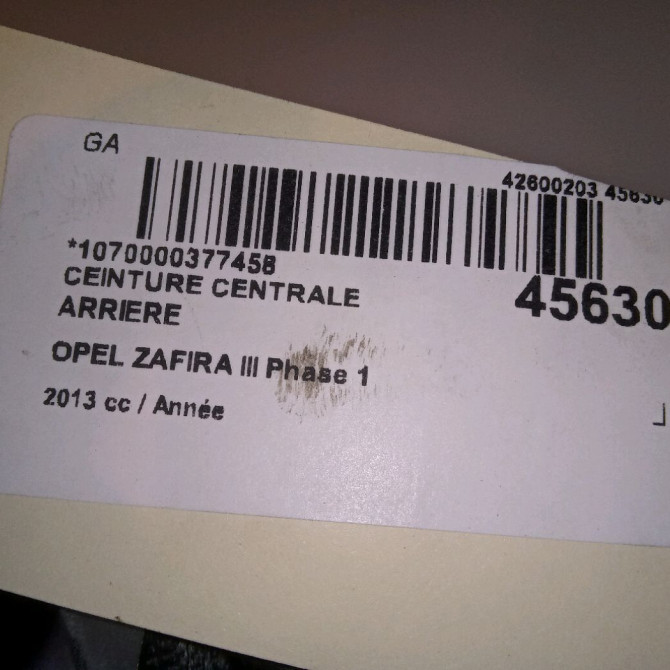 GA
42600203 45630
*1070000377458
CEINTURE CENTRALE
45630
ARRIERE
OPEL ZAFIRA III Phase 1
2013 cc / Année